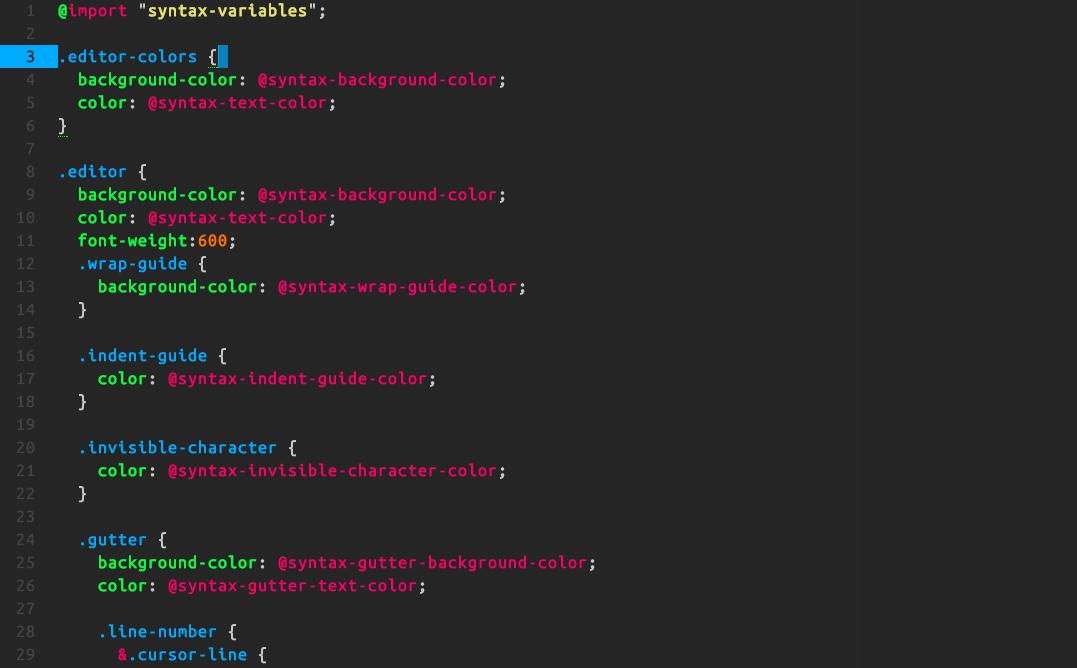 1 @import "syntax-variables";
2
3 .editor-colors {
4   background-color: @syntax-background-color;
5   color: @syntax-text-color;
6 }
7
8 .editor {
9   background-color: @syntax-background-color;
10   color: @syntax-text-color;
11   font-weight:600;
12   .wrap-guide {
13     background-color: @syntax-wrap-guide-color;
14   }
15
16   .indent-guide {
17     color: @syntax-indent-guide-color;
18   }
19
20   .invisible-character {
21     color: @syntax-invisible-character-color;
22   }
23
24   .gutter {
25     background-color: @syntax-gutter-background-color;
26     color: @syntax-gutter-text-color;
27
28     .line-number {
29       &.cursor-line {